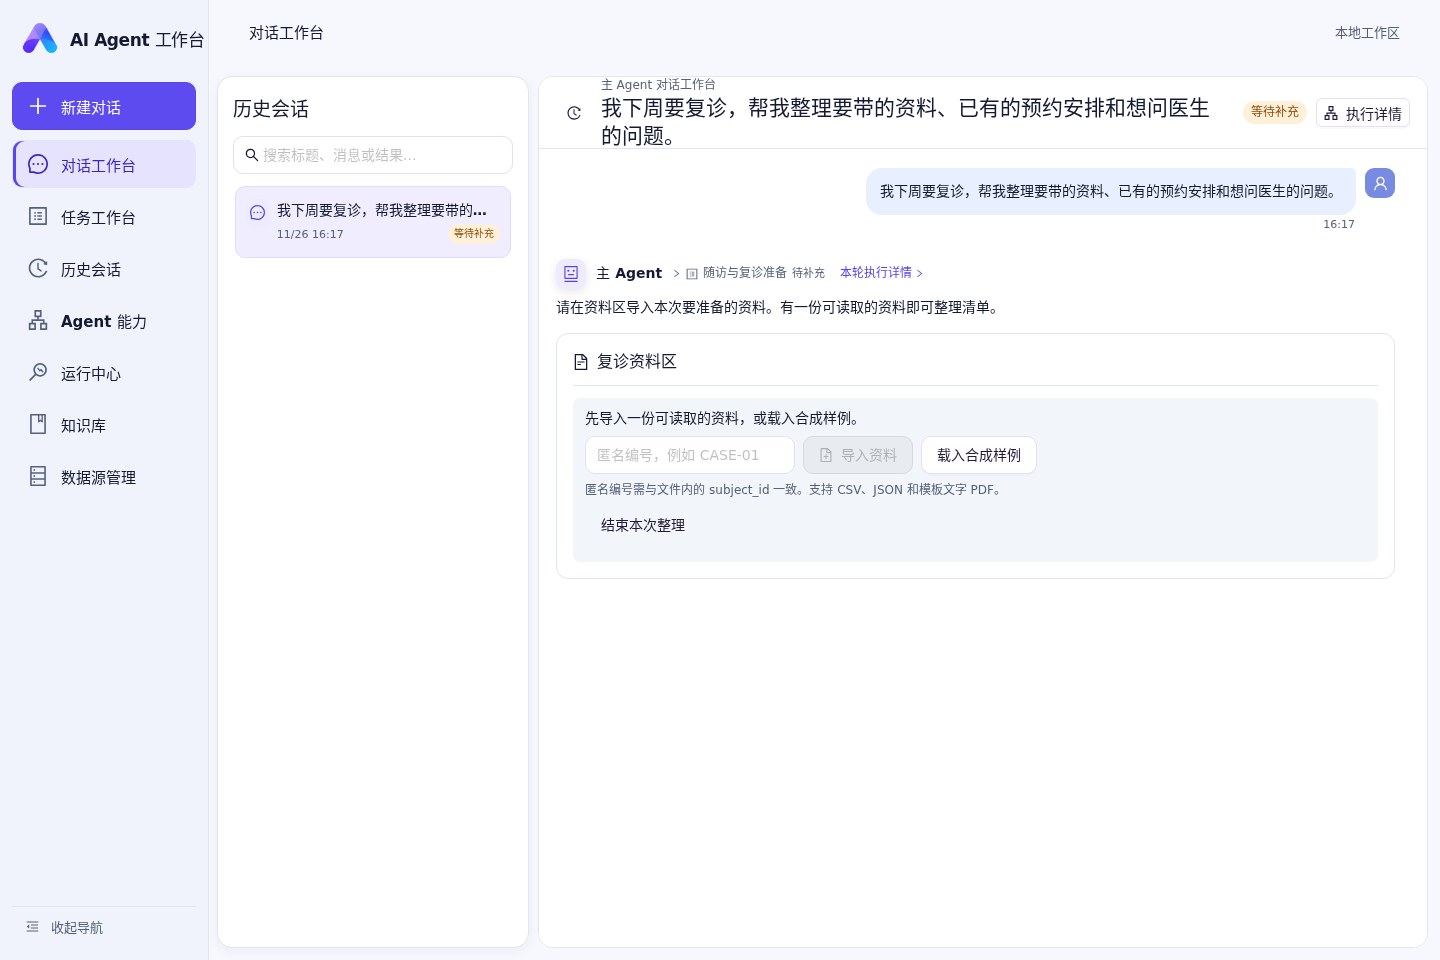 AI Agent 工作台
新建对话
对话工作台
任务工作台
历史会话
Agent 能力
运行中心
知识库
数据源管理
收起导航
对话工作台
本地工作区
历史会话
搜索标题、消息或结果...
我下周要复诊，帮我整理要带的...
11/26 16:17
等待补充
主 Agent 对话工作台
我下周要复诊，帮我整理要带的资料、已有的预约安排和想问医生
的问题。
等待补充
执行详情
我下周要复诊，帮我整理要带的资料、已有的预约安排和想问医生的问题。
16:17
主 Agent > 随访与复诊准备 待补充 本轮执行详情 >
请在资料区导入本次要准备的资料。有一份可读取的资料即可整理清单。
复诊资料区
先导入一份可读取的资料，或载入合成样例。
匿名编号，例如 CASE-01
导入资料
载入合成样例
匿名编号需与文件内的 subject_id 一致。支持 CSV、JSON 和模板文字 PDF。
结束本次整理